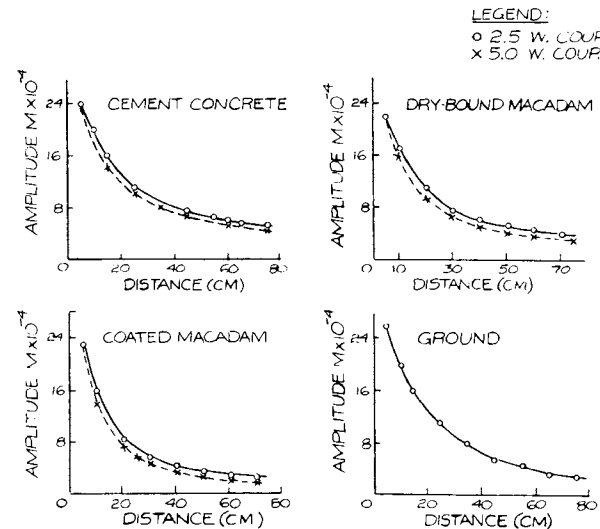 LEGEND:
o 2.5 W. COUP.
x 5.0 W. COUP.
CEMENT CONCRETE
AMPLITUDE M×10⁻⁴
24
16
8
0 20 40 60 80
DISTANCE (CM)
DRY-BOUND MACADAM
AMPLITUDE M×10⁻⁴
24
16
8
0 10 30 50 70
DISTANCE (CM)
COATED MACADAM
AMPLITUDE M×10⁻⁴
24
16
8
0 20 40 60 80
DISTANCE (CM)
GROUND
AMPLITUDE M×10⁻⁴
24
16
8
0 20 40 60 80
DISTANCE (CM)